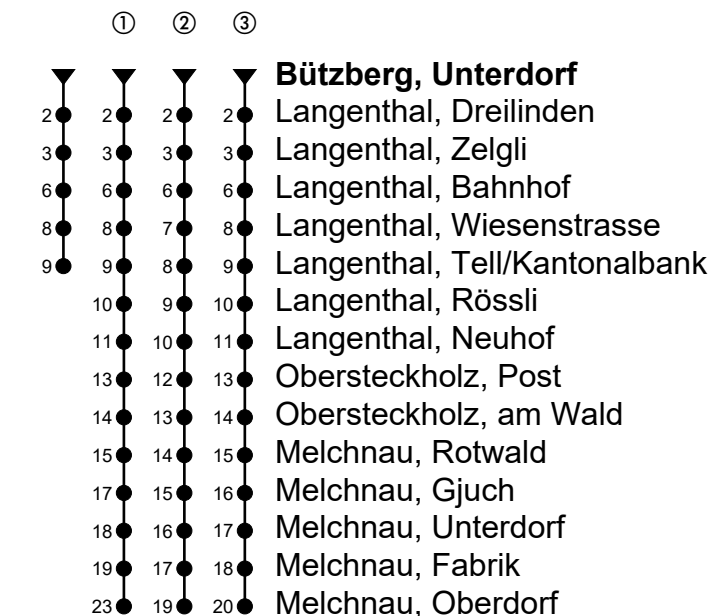 ① ② ③
Bützberg, Unterdorf
2 2 2 2 Langenthal, Dreilinden
3 3 3 3 Langenthal, Zelgli
6 6 6 6 Langenthal, Bahnhof
8 8 7 8 Langenthal, Wiesenstrasse
9 9 8 9 Langenthal, Tell/Kantonalbank
10 9 10 Langenthal, Rössli
11 10 11 Langenthal, Neuhof
13 12 13 Obersteckholz, Post
14 13 14 Obersteckholz, am Wald
15 14 15 Melchnau, Rotwald
17 15 16 Melchnau, Gjuch
18 16 17 Melchnau, Unterdorf
19 17 18 Melchnau, Fabrik
23 19 20 Melchnau, Oberdorf